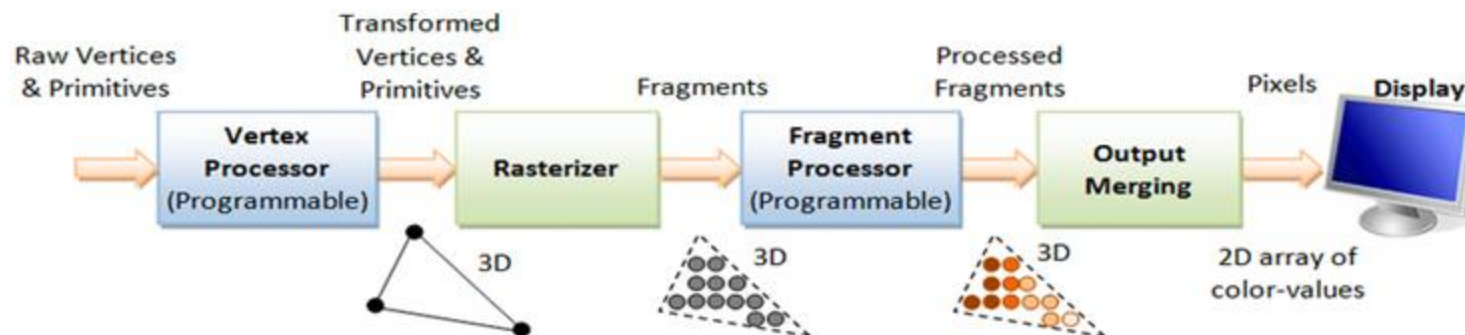 Raw Vertices
& Primitives
Vertex
Processor
(Programmable)
Transformed
Vertices &
Primitives
3D
Rasterizer
Fragments
3D
Fragment
Processor
(Programmable)
Processed
Fragments
3D
Output
Merging
Pixels
2D array of
color-values
Display